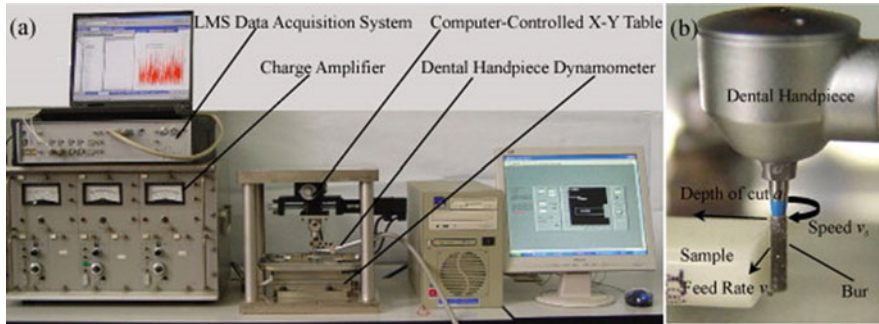 (a)
LMS Data Acquisition System
Charge Amplifier
Computer-Controlled X-Y Table
Dental Handpiece Dynamometer
(b)
Dental Handpiece
Depth of cut
Speed vₛ
Sample
Feed Rate
Bur